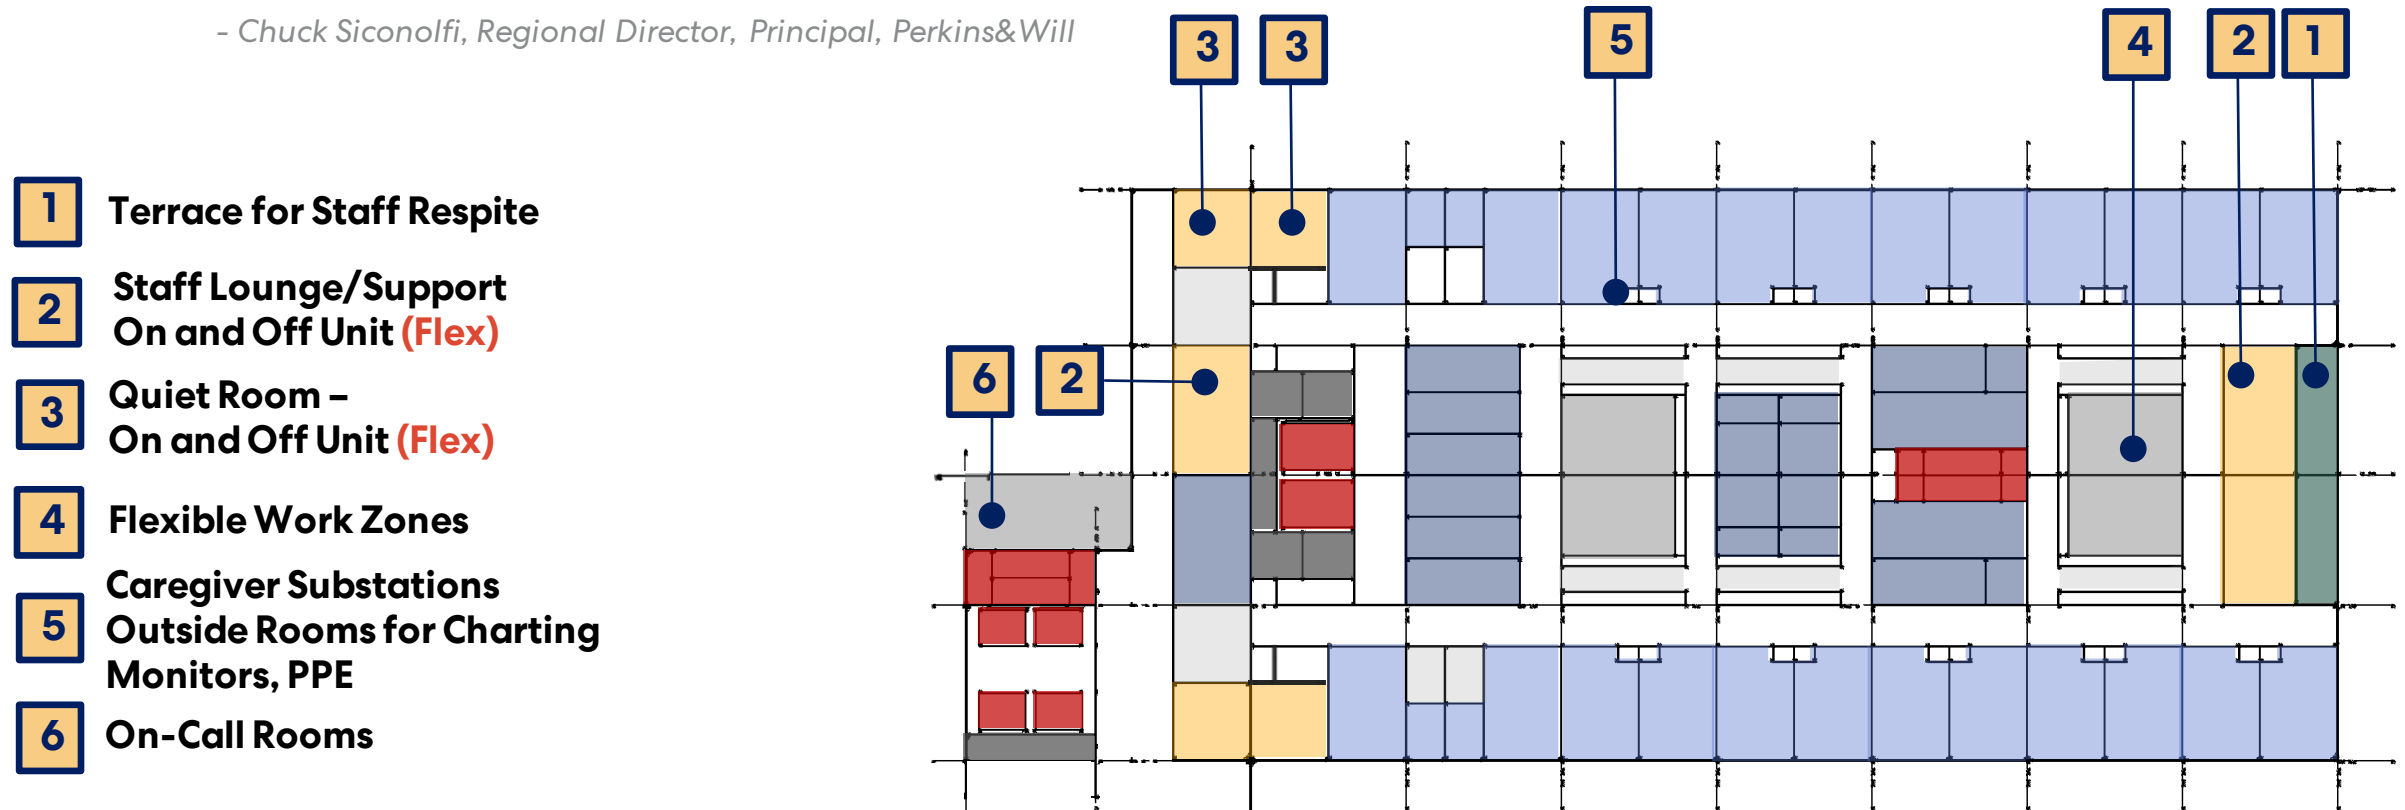 - Chuck Siconolfi, Regional Director, Principal, Perkins&Will
3
3
5
4
2
1
1
Terrace for Staff Respite
2
Staff Lounge/Support
On and Off Unit (Flex)
3
Quiet Room –
On and Off Unit (Flex)
4
Flexible Work Zones
5
Caregiver Substations
Outside Rooms for Charting
Monitors, PPE
6
On-Call Rooms
6
2